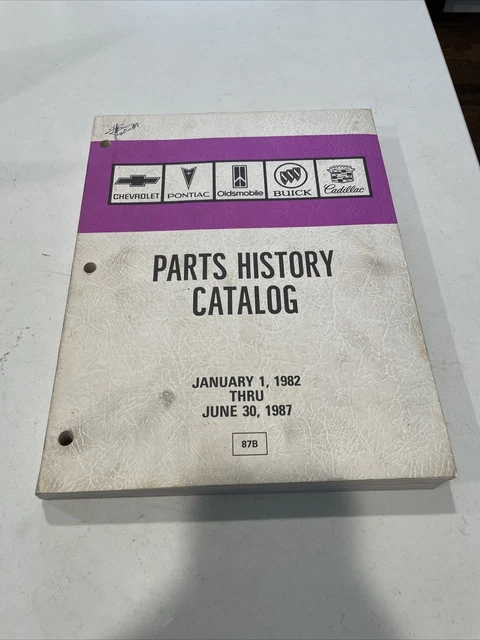 CHEVROLET PONTIAC Oldsmobile BUICK Cadillac
PARTS HISTORY
CATALOG
JANUARY 1, 1982
THRU
JUNE 30, 1987
87B